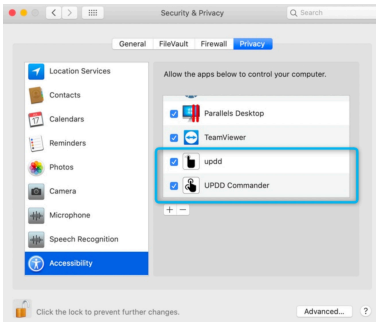 Security & Privacy
Search
General FileVault Firewall Privacy
Location Services
Contacts
17
Calendars
Reminders
Photos
Camera
Microphone
Speech Recognition
Accessibility
Allow the apps below to control your computer.
Parallels Desktop
TeamViewer
updd
UPDD Commander
+ −
Click the lock to prevent further changes.
Advanced...
?